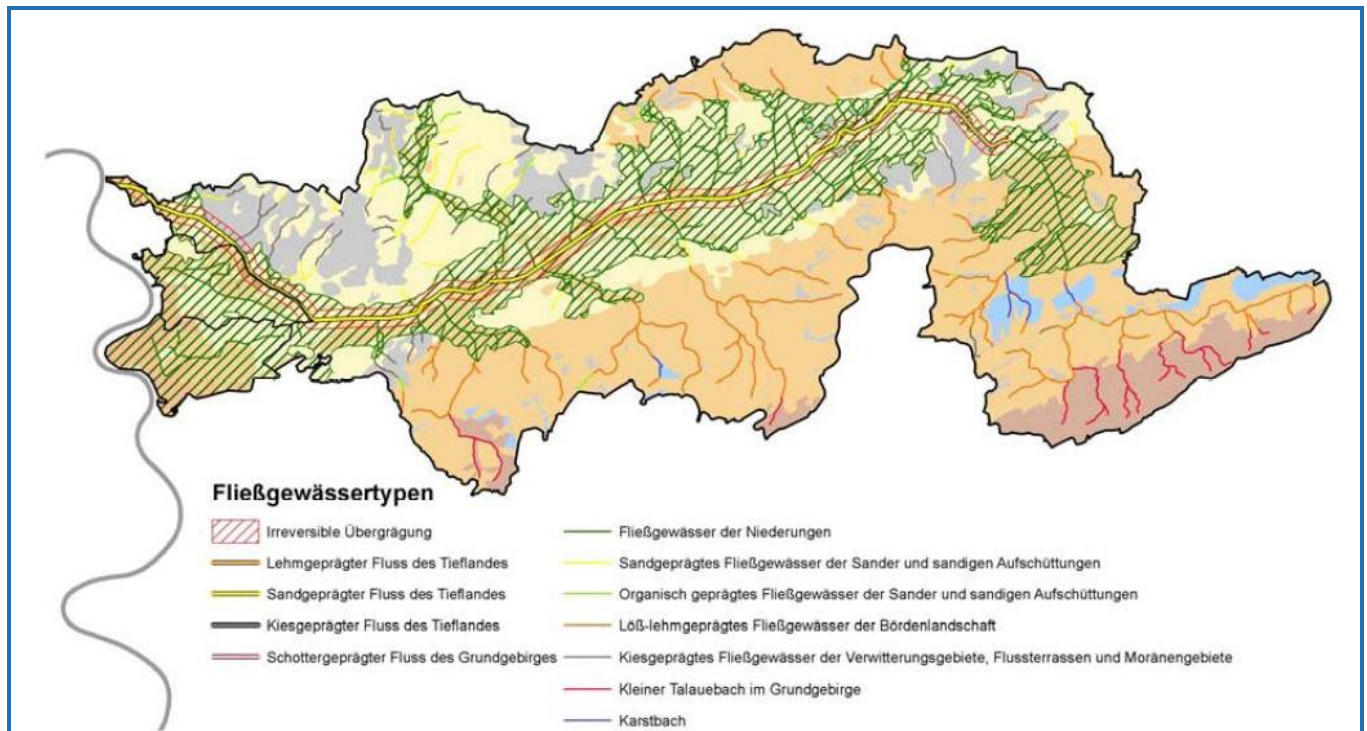 Fließgewässertypen
Irreversible Übergrägung
Lehmgeprägter Fluss des Tieflandes
Sandgeprägter Fluss des Tieflandes
Kiesgeprägter Fluss des Tieflandes
Schottergeprägter Fluss des Grundgebirges
Fließgewässer der Niederungen
Sandgeprägtes Fließgewässer der Sander und sandigen Aufschüttungen
Organisch geprägtes Fließgewässer der Sander und sandigen Aufschüttungen
Löß-lehmgeprägtes Fließgewässer der Bördenlandschaft
Kiesgeprägtes Fließgewässer der Verwitterungsgebiete, Flussterrassen und Moränengebiete
Kleiner Talauebach im Grundgebirge
Karstbach